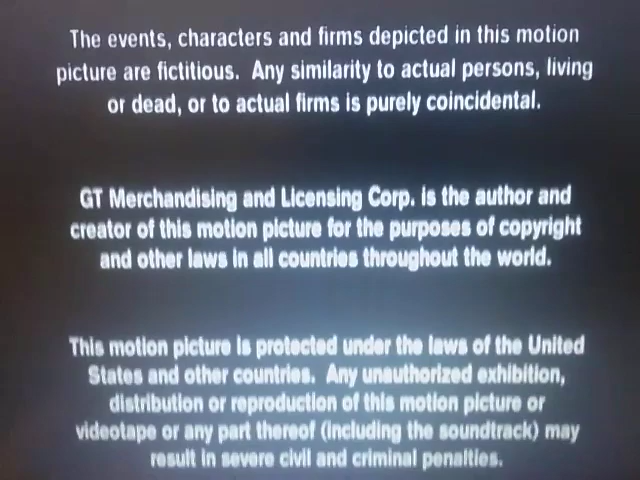 The events, characters and firms depicted in this motion
picture are fictitious. Any similarity to actual persons, living
or dead, or to actual firms is purely coincidental.
GT Merchandising and Licensing Corp. is the author and
creator of this motion picture for the purposes of copyright
and other laws in all countries throughout the world.
This motion picture is protected under the laws of the United
States and other countries. Any unauthorized exhibition,
distribution or reproduction of this motion picture or
videotape or any part thereof (including the soundtrack) may
result in severe civil and criminal penalties.